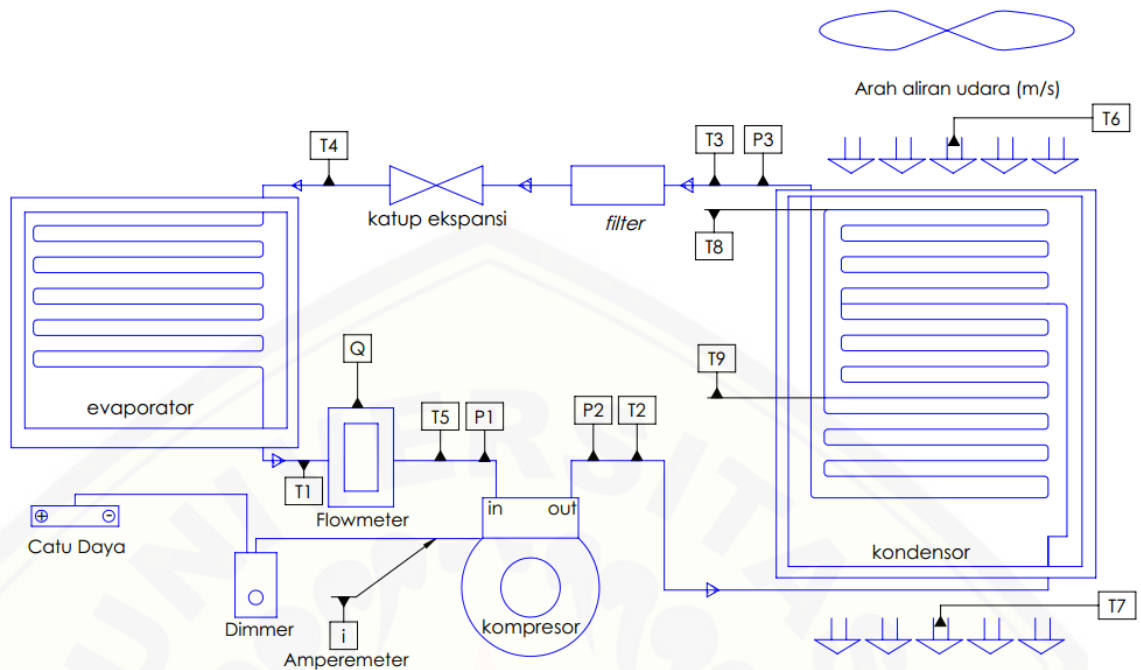 Arah aliran udara (m/s)
T6
T4
T3
P3
katup ekspansi
filter
T8
T9
Q
evaporator
T5
P1
P2
T2
T1
in
out
Flowmeter
Catu Daya
kondensor
T7
Dimmer
i
kompresor
Amperemeter
UNIVERSITAS